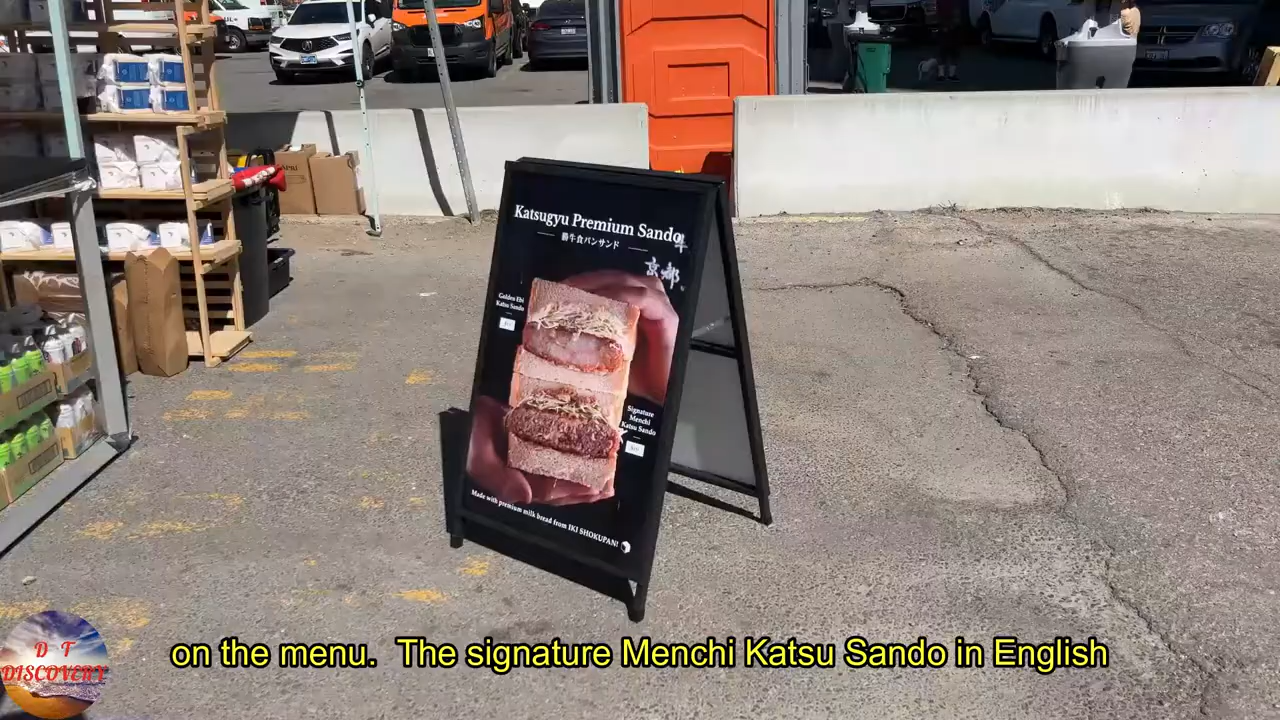 Katsugyu Premium Sando
勝牛食パンサンド
京都
Golden Ebi
Katsu Sando
Signature
Menchi
Katsu Sando
Made with premium milk bread from IKI SHOKUPAN!
D T
DISCOVERY
on the menu.  The signature Menchi Katsu Sando in English